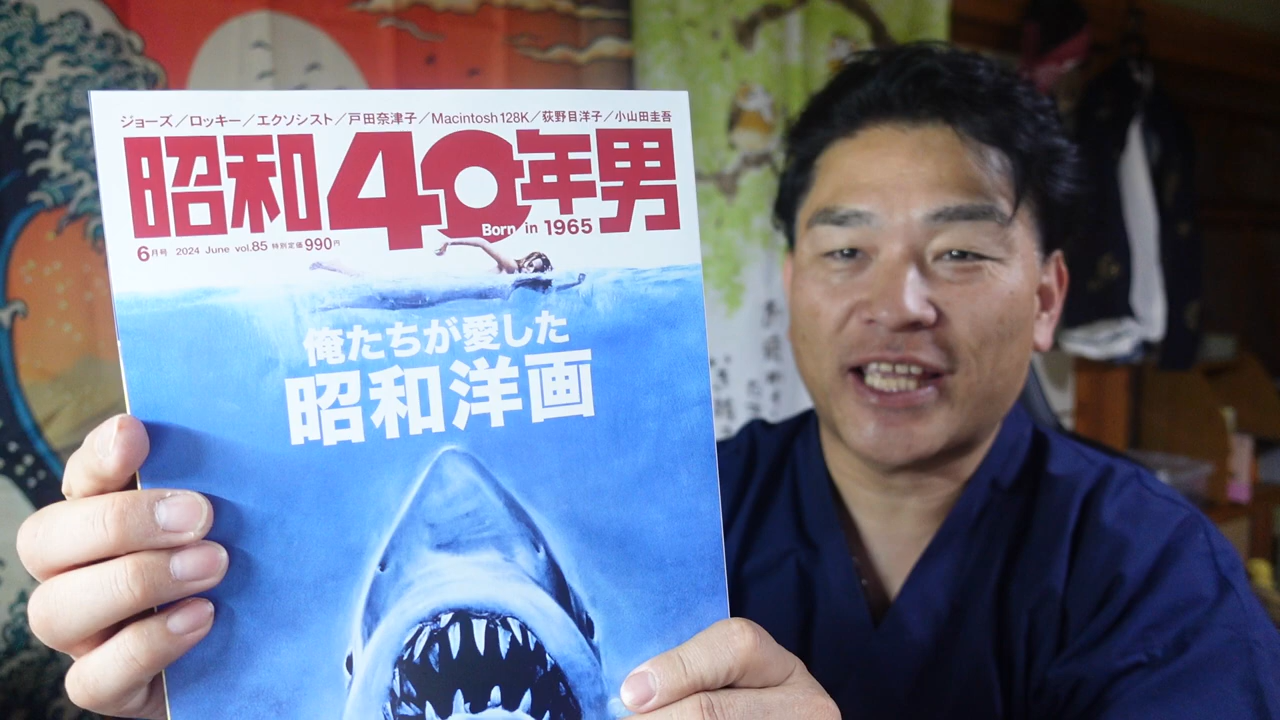 ジョーズ／ロッキー／エクソシスト／戸田奈津子／Macintosh 128K／荻野目洋子／小山田圭吾
昭和40年男
Born in 1965
6月号 2024 June vol.85 特別定価990円
俺たちが愛した
昭和洋画